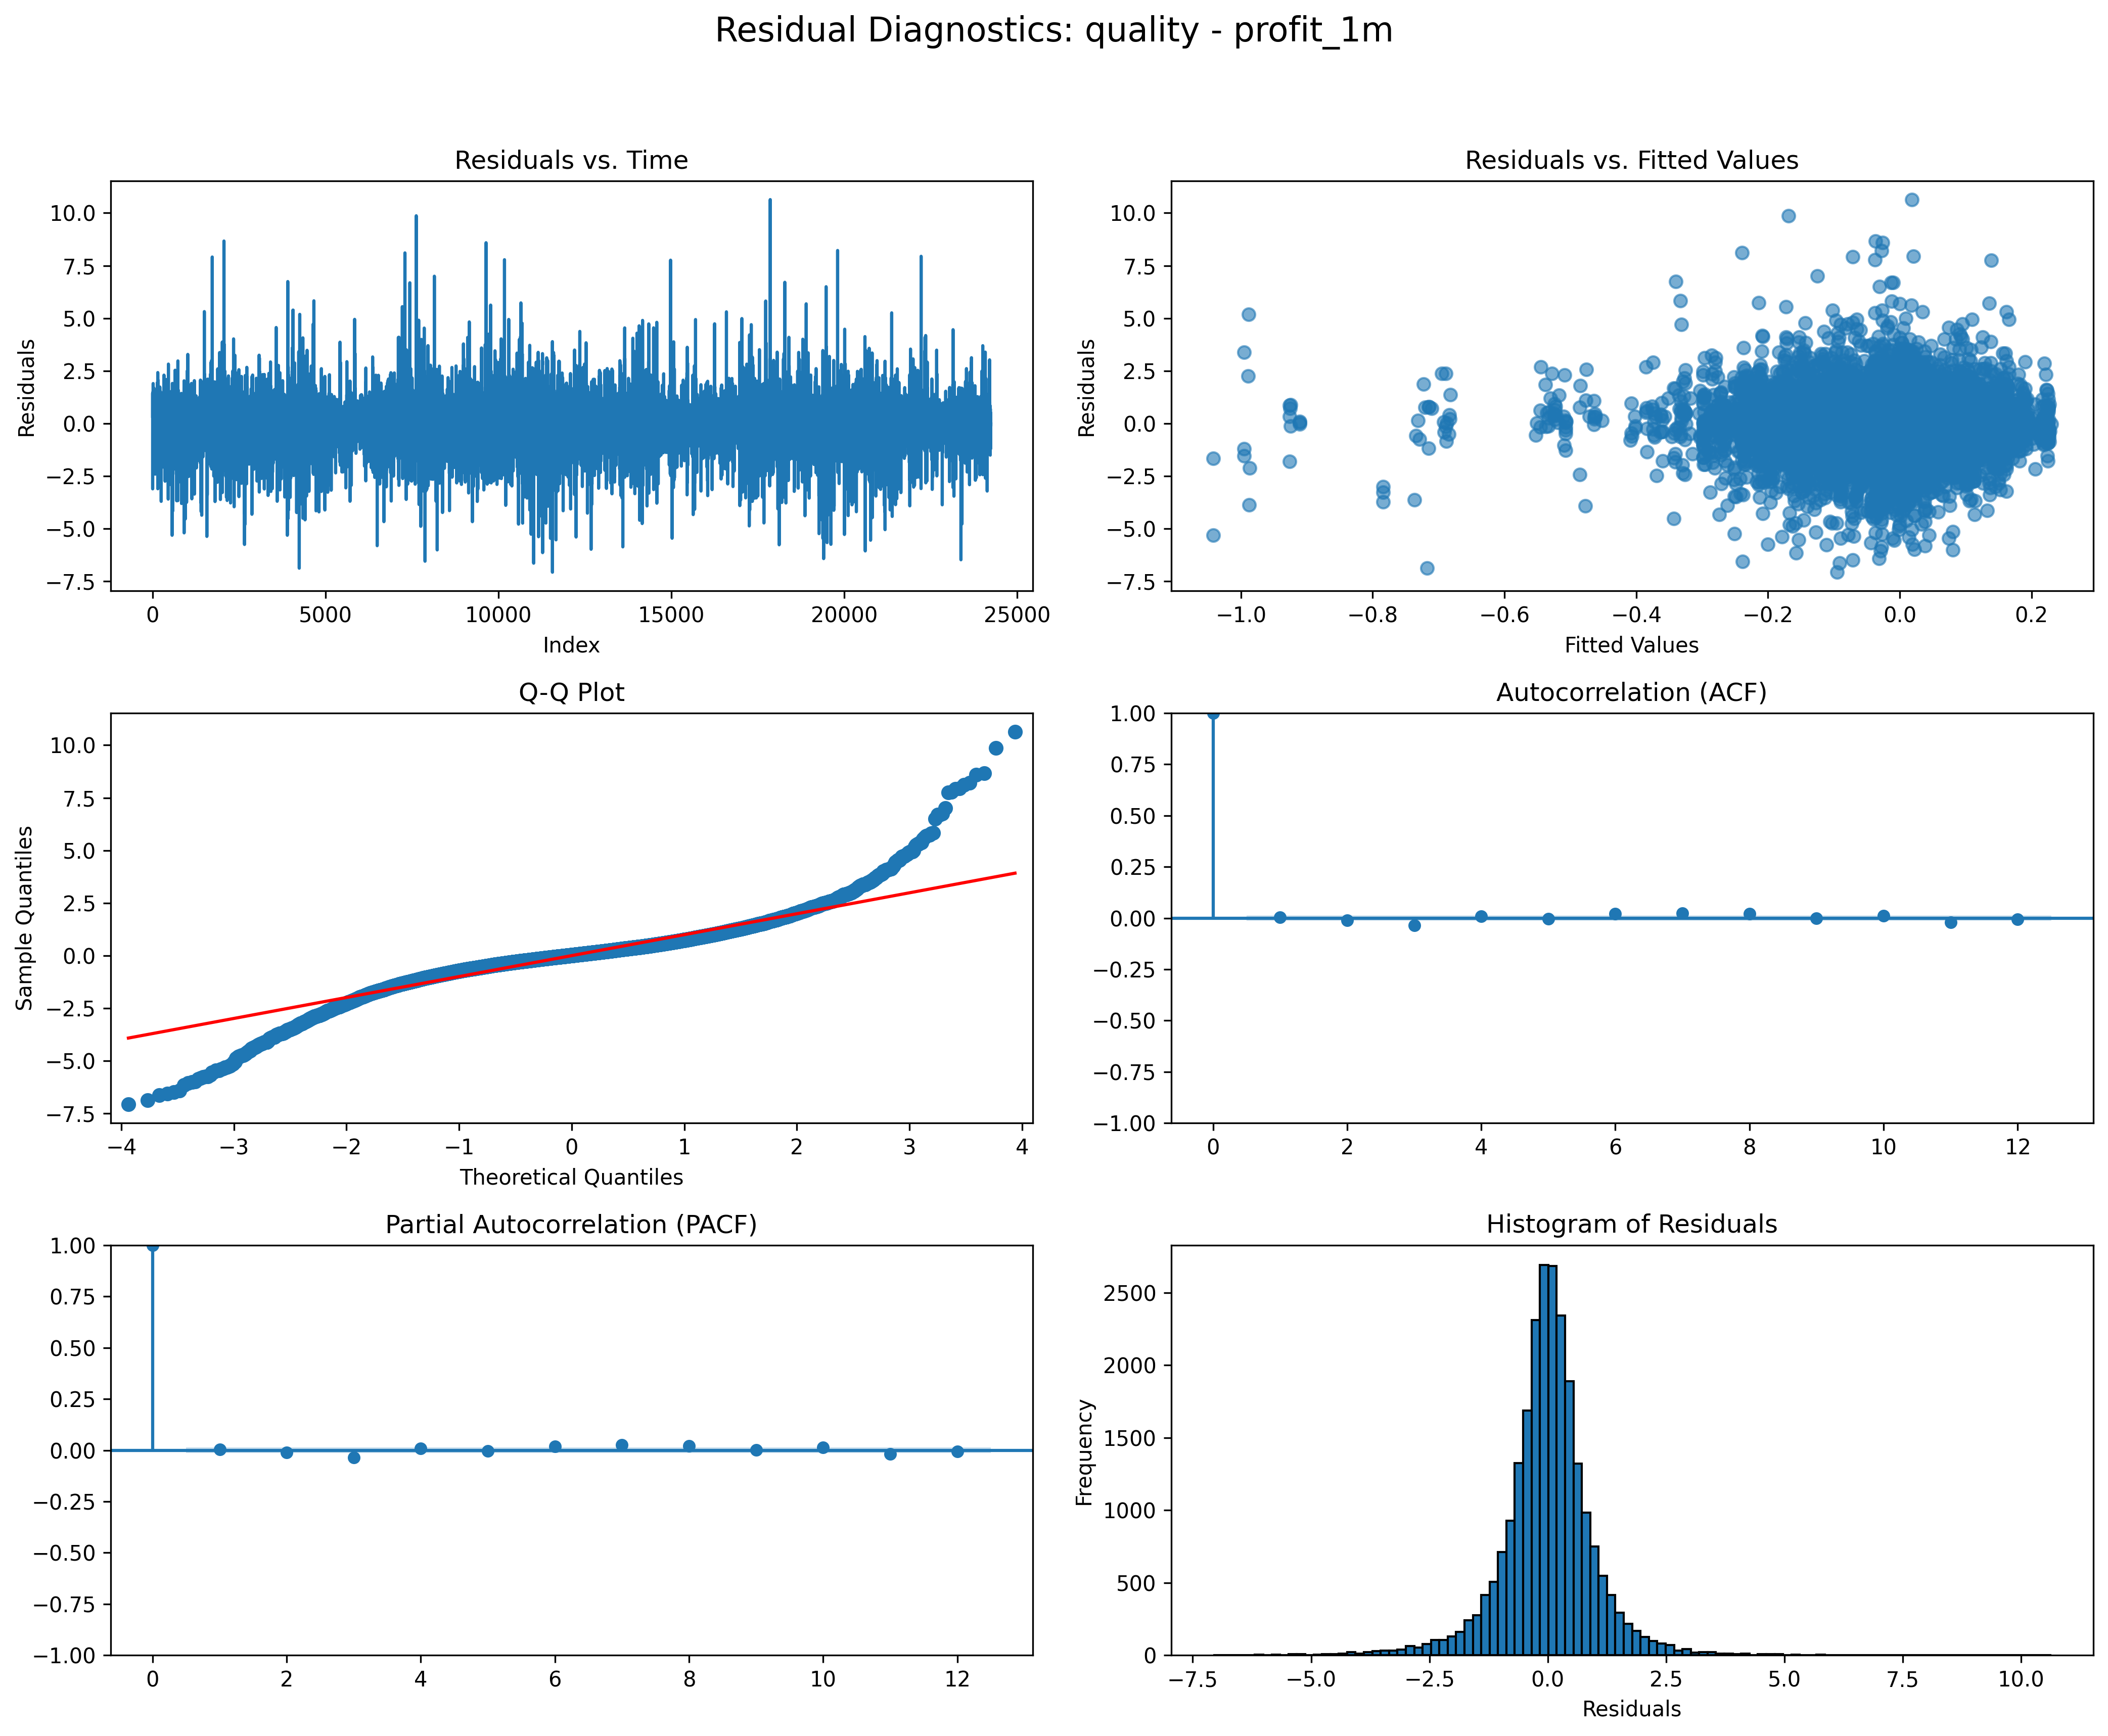 Residual Diagnostics: quality - profit_1m
Residuals vs. Time
10.0
7.5
5.0
2.5
0.0
−2.5
−5.0
−7.5
Residuals
0 5000 10000 15000 20000 25000
Index
Residuals vs. Fitted Values
10.0
7.5
5.0
2.5
0.0
−2.5
−5.0
−7.5
Residuals
−1.0 −0.8 −0.6 −0.4 −0.2 0.0 0.2
Fitted Values
Q-Q Plot
10.0
7.5
5.0
2.5
0.0
−2.5
−5.0
−7.5
Sample Quantiles
−4 −3 −2 −1 0 1 2 3 4
Theoretical Quantiles
Autocorrelation (ACF)
1.00
0.75
0.50
0.25
0.00
−0.25
−0.50
−0.75
−1.00
0 2 4 6 8 10 12
Partial Autocorrelation (PACF)
1.00
0.75
0.50
0.25
0.00
−0.25
−0.50
−0.75
−1.00
0 2 4 6 8 10 12
Histogram of Residuals
2500
2000
1500
1000
500
0
Frequency
−7.5 −5.0 −2.5 0.0 2.5 5.0 7.5 10.0
Residuals